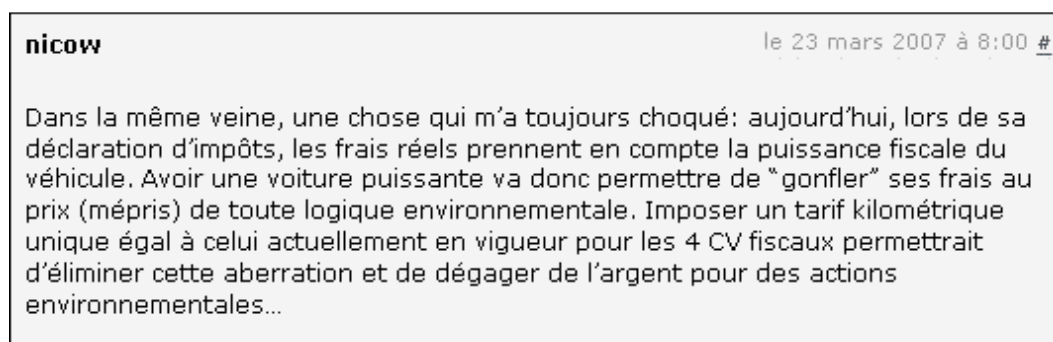 nicow le 23 mars 2007 à 8:00 #
Dans la même veine, une chose qui m’a toujours choqué: aujourd’hui, lors de sa
déclaration d’impôts, les frais réels prennent en compte la puissance fiscale du
véhicule. Avoir une voiture puissante va donc permettre de “gonfler” ses frais au
prix (mépris) de toute logique environnementale. Imposer un tarif kilométrique
unique égal à celui actuellement en vigueur pour les 4 CV fiscaux permettrait
d’éliminer cette aberration et de dégager de l’argent pour des actions
environnementales…